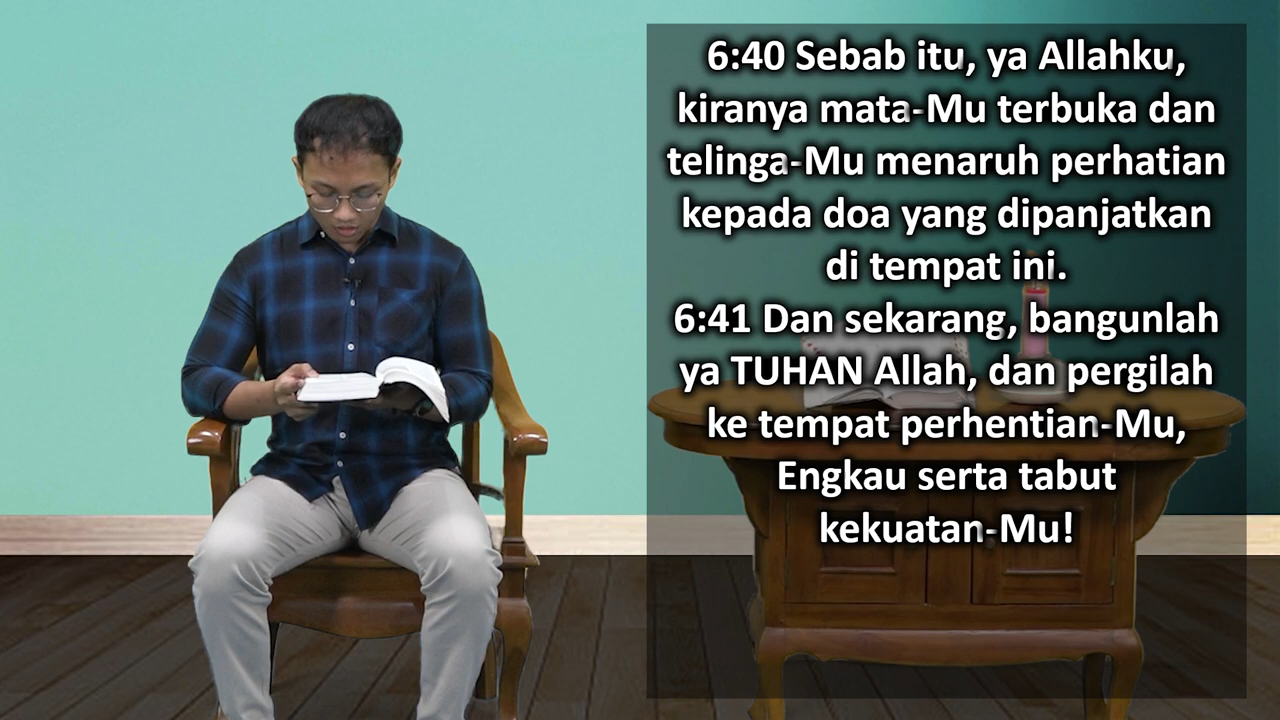 6:40 Sebab itu, ya Allahku,
kiranya mata-Mu terbuka dan
telinga-Mu menaruh perhatian
kepada doa yang dipanjatkan
di tempat ini.
6:41 Dan sekarang, bangunlah
ya TUHAN Allah, dan pergilah
ke tempat perhentian-Mu,
Engkau serta tabut
kekuatan-Mu!